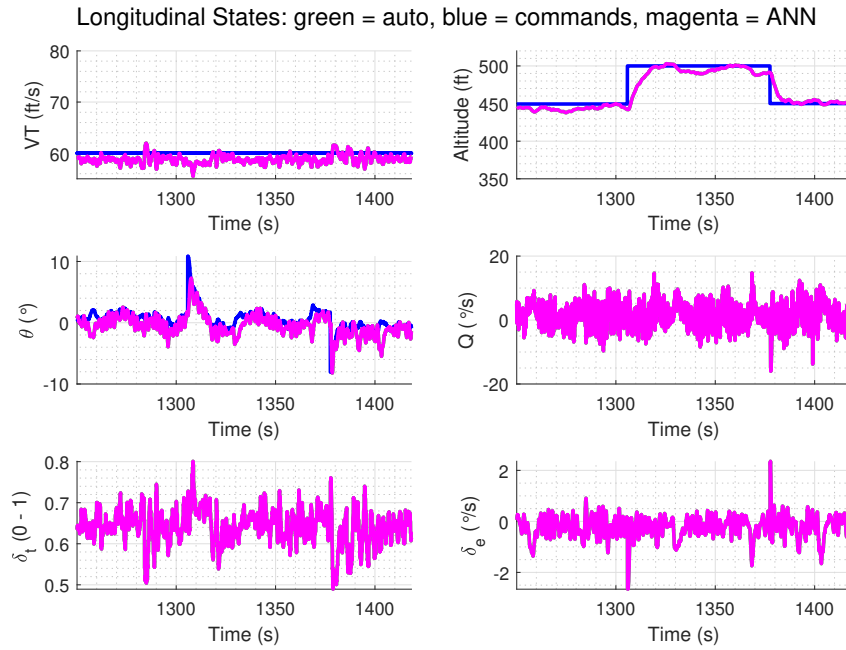 Longitudinal States: green = auto, blue = commands, magenta = ANN
VT (ft/s)
80
70
60
1300
1350
1400
Time (s)
Altitude (ft)
500
450
400
350
1300
1350
1400
Time (s)
θ (°)
10
0
-10
1300
1350
1400
Time (s)
Q (°/s)
20
0
-20
1300
1350
1400
Time (s)
δ_t (0 - 1)
0.8
0.7
0.6
0.5
1300
1350
1400
Time (s)
δ_e (°/s)
2
0
-2
1300
1350
1400
Time (s)